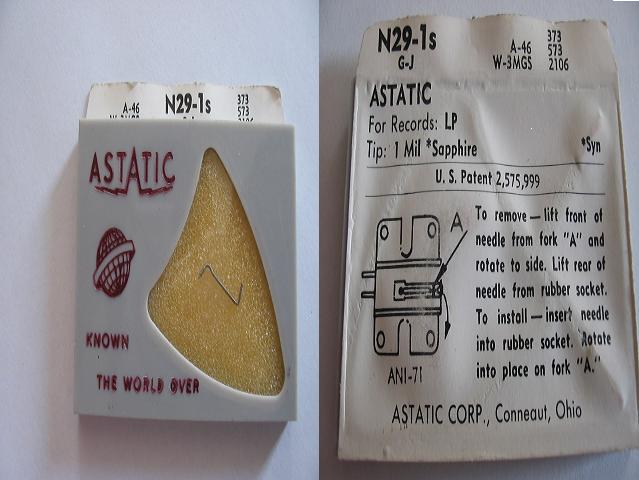 A-46 N29-1s 373
573
ASTATIC
KNOWN
THE WORLD OVER
N29-1s
G-J
A-46 373
573
W-3MGS 2106
ASTATIC
For Records: LP
Tip: 1 Mil *Sapphire *Syn
U. S. Patent 2,575,999
A
To remove — lift front of
needle from fork "A" and
rotate to side. Lift rear of
needle from rubber socket.
To install — insert needle
into rubber socket. Rotate
into place on fork "A."
AN1-71
ASTATIC CORP., Conneaut, Ohio